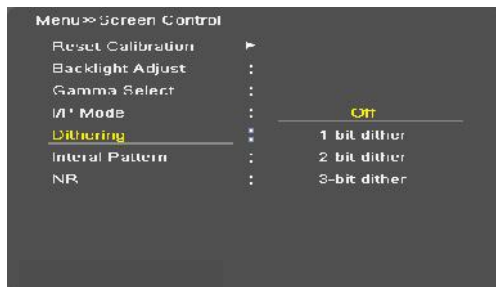 Menu>>Screen Control
Reset Calibration ►
Backlight Adjust :
Gamma Select :
I/P Mode : Off
Dithering : 1 bit dither
Interal Pattern : 2 bit dither
NR : 3-bit dither